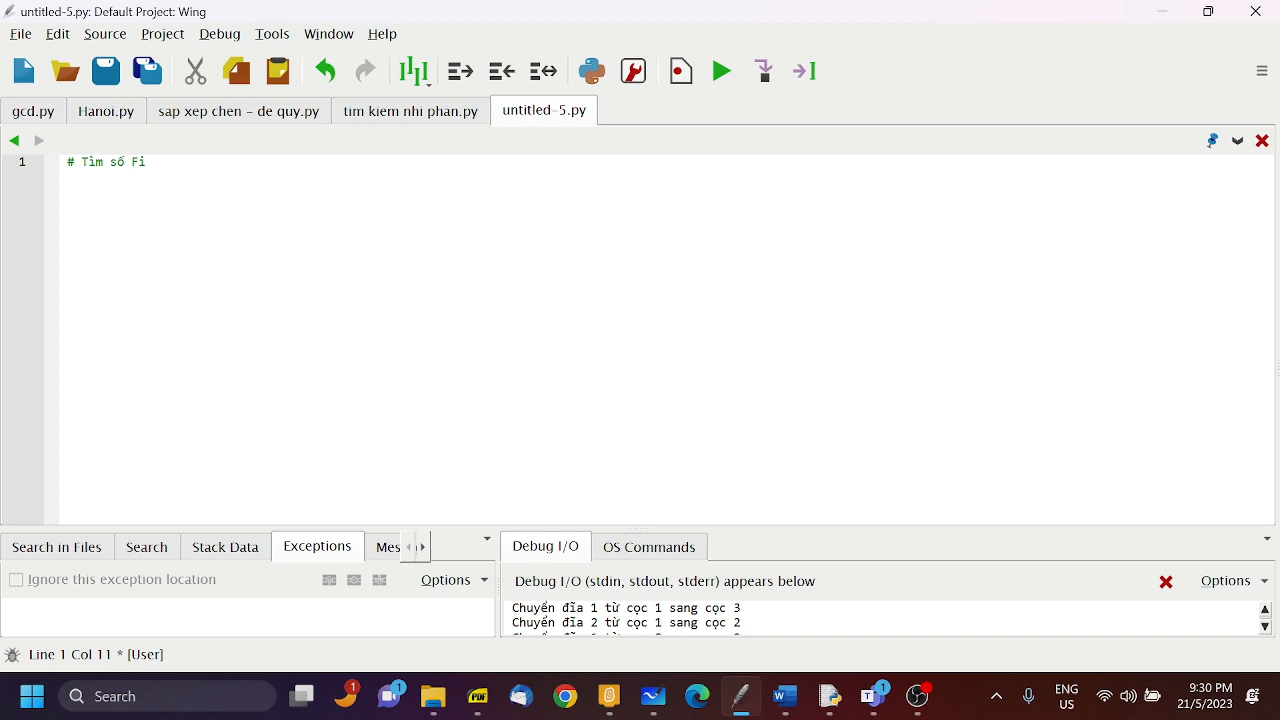 untitled-5.py: Default Project: Wing
File Edit Source Project Debug Tools Window Help
gcd.py Hanoi.py sap xep chen - de quy.py tim kiem nhi phan.py untitled-5.py
1 # Tìm số Fi
Search in Files Search Stack Data Exceptions Mes Debug I/O OS Commands
Ignore this exception location Options Debug I/O (stdin, stdout, stderr) appears below Options
Chuyển đĩa 1 từ cọc 1 sang cọc 3
Chuyển đĩa 2 từ cọc 1 sang cọc 2
Line 1 Col 11 * [User]
Search 1 1 PDF 1 ENG US 9:30 PM 21/5/2023